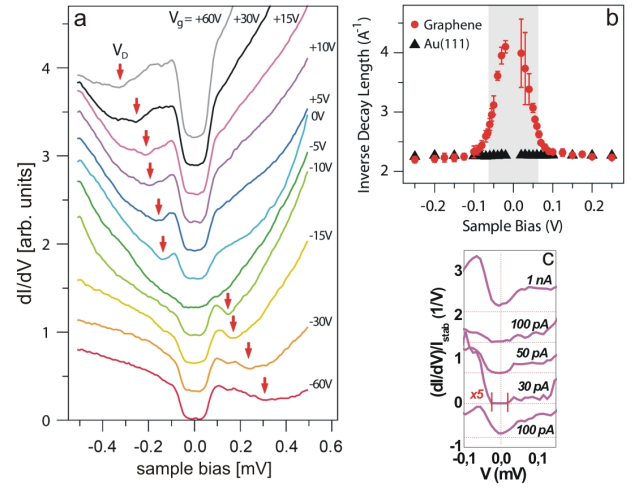 a
V_g = +60V +30V +15V
V_D
+10V
+5V
0V
-5V
-10V
-15V
-30V
-60V
4
3
2
1
0
dI/dV [arb. units]
-0.4 -0.2 0.0 0.2 0.4 0.6
sample bias [mV]
b
Graphene
Au(111)
4
3
2
Inverse Decay Length (A⁻¹)
-0.2 -0.1 0.0 0.1 0.2
Sample Bias (V)
C
3
2
1
0
-1
(dI/dV)/I_stab (1/V)
1 nA
100 pA
50 pA
x5
30 pA
100 pA
-0,1 0,0 0,1
V (mV)